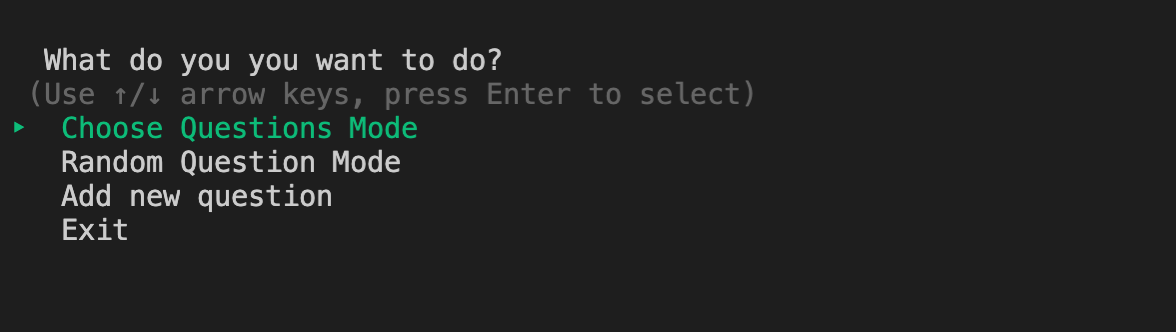 What do you you want to do?
(Use ↑/↓ arrow keys, press Enter to select)
▸ Choose Questions Mode
Random Question Mode
Add new question
Exit